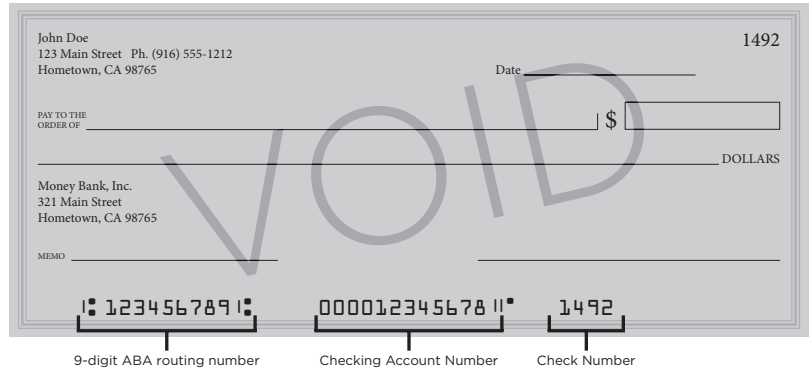 John Doe
1492
123 Main Street Ph. (916) 555-1212
Hometown, CA 98765
Date
PAY TO THE
ORDER OF
$
DOLLARS
VOID
Money Bank, Inc.
321 Main Street
Hometown, CA 98765
MEMO
⑆123456789⑆ 000012345678⑈ 1492
9-digit ABA routing number Checking Account Number Check Number